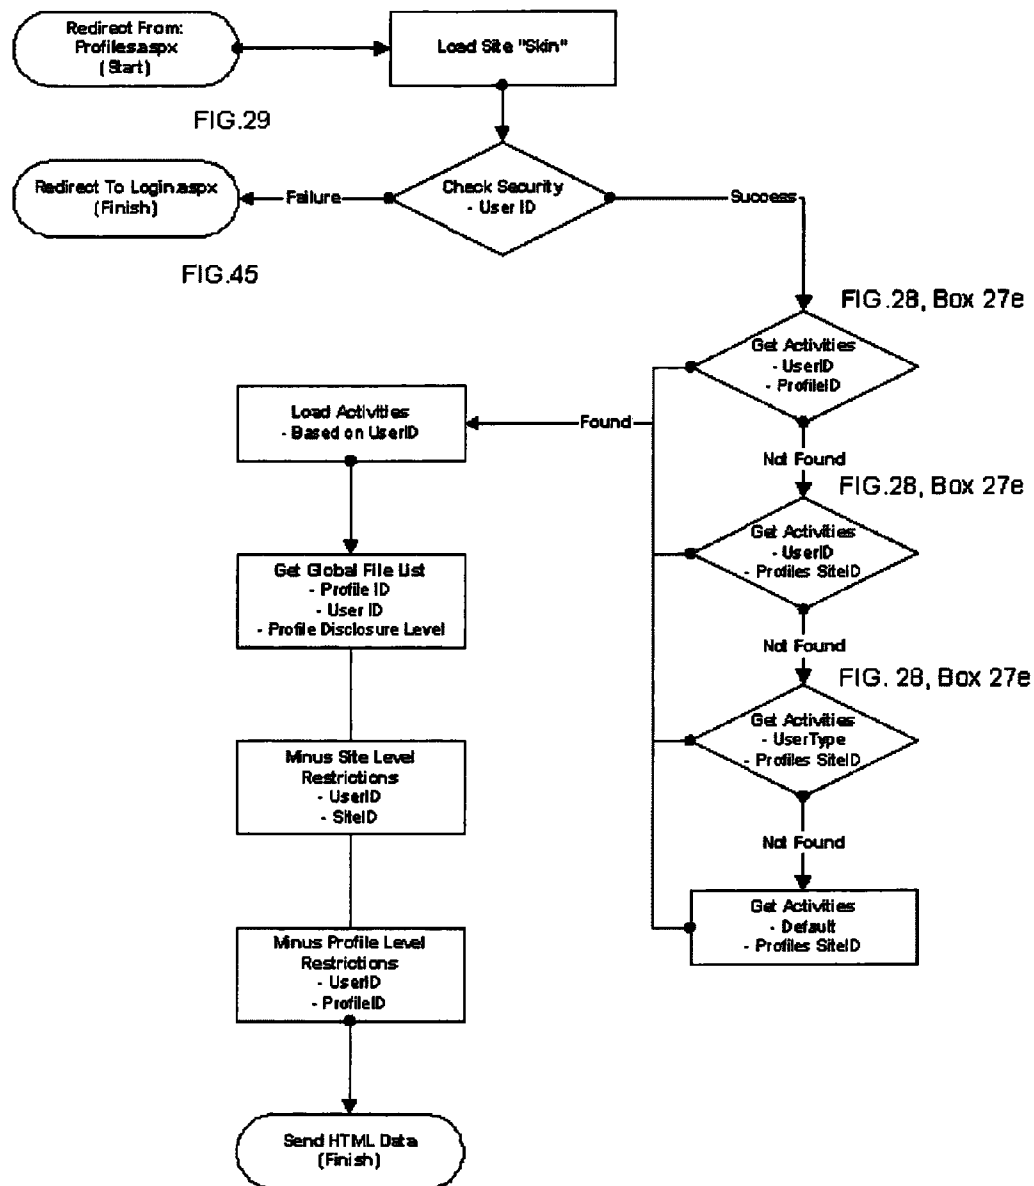 Redirect From:
Profiles.aspx
(Start)
Load Site "Skin"
FIG.29
Redirect To Login.aspx
(Finish)
Failure
Check Security
- User ID
Success
FIG.45
FIG.28, Box 27e
Get Activities
- UserID
- ProfileID
Load Activities
- Based on UserID
Found
Not Found
FIG.28, Box 27e
Get Activities
- UserID
- Profiles SiteID
Get Global File List
- Profile ID
- User ID
- Profile Disclosure Level
Not Found
FIG. 28, Box 27e
Get Activities
- UserType
- Profiles SiteID
Minus Site Level
Restrictions
- UserID
- SiteID
Not Found
Get Activities
- Default
- Profiles SiteID
Minus Profile Level
Restrictions
- UserID
- ProfileID
Send HTML Data
(Finish)